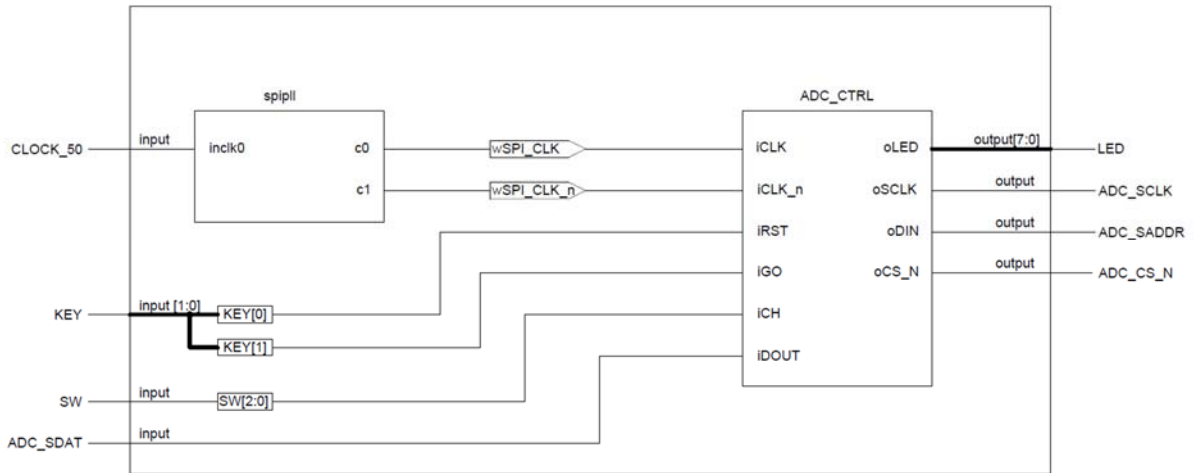 spipll
ADC_CTRL
CLOCK_50
input
inclk0
c0
wSPI_CLK
iCLK
oLED
output[7:0]
LED
c1
wSPI_CLK_n
iCLK_n
oSCLK
output
ADC_SCLK
iRST
oDIN
output
ADC_SADDR
iGO
oCS_N
output
ADC_CS_N
KEY
input [1:0]
KEY[0]
iCH
KEY[1]
iDOUT
SW
input
SW[2:0]
ADC_SDAT
input